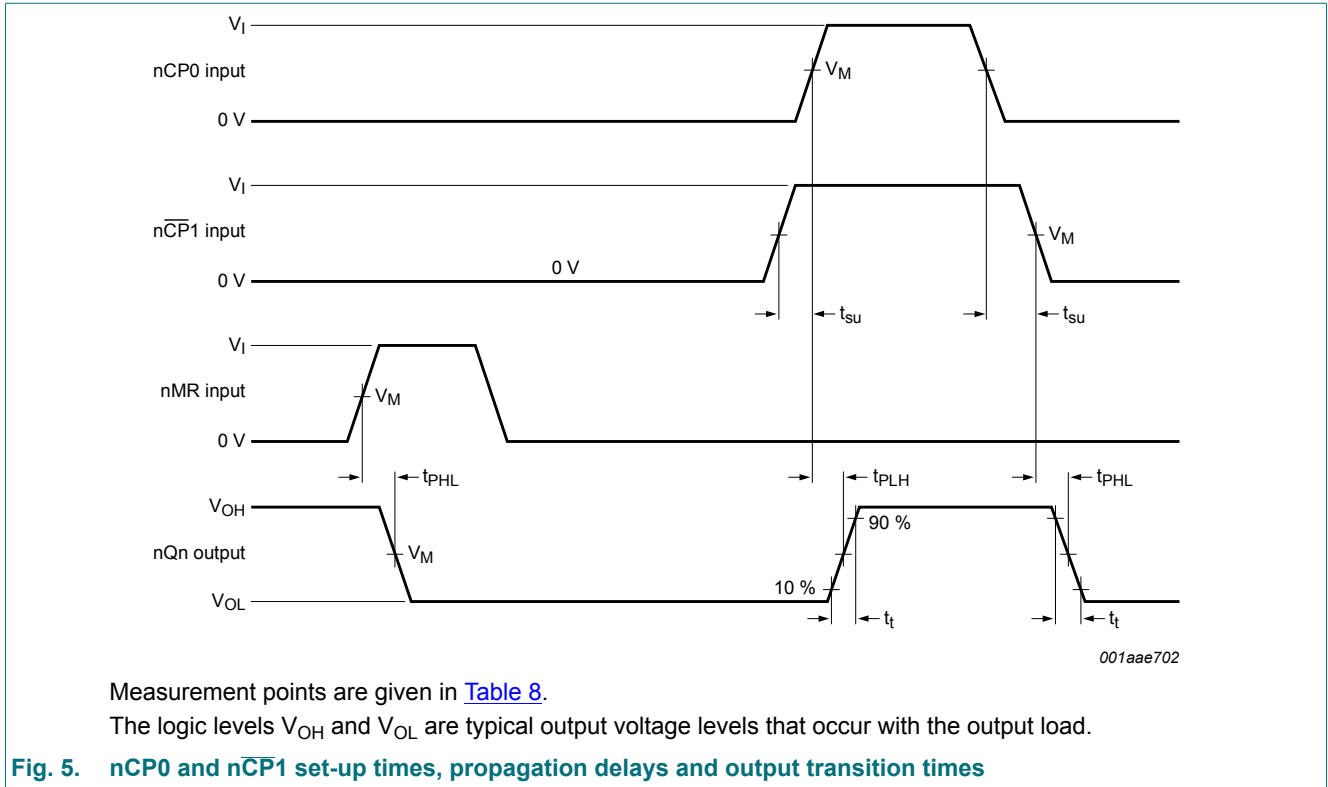 V_I
nCP0 input
V_M
0 V
V_I
nC̅P̅1 input
V_M
0 V
0 V
t_su
t_su
V_I
nMR input
V_M
0 V
t_PHL
t_PLH
t_PHL
V_OH
90 %
nQn output
V_M
10 %
V_OL
t_t
t_t
001aae702
Measurement points are given in Table 8.
The logic levels V_OH and V_OL are typical output voltage levels that occur with the output load.
Fig. 5. nCP0 and nC̅P̅1 set-up times, propagation delays and output transition times